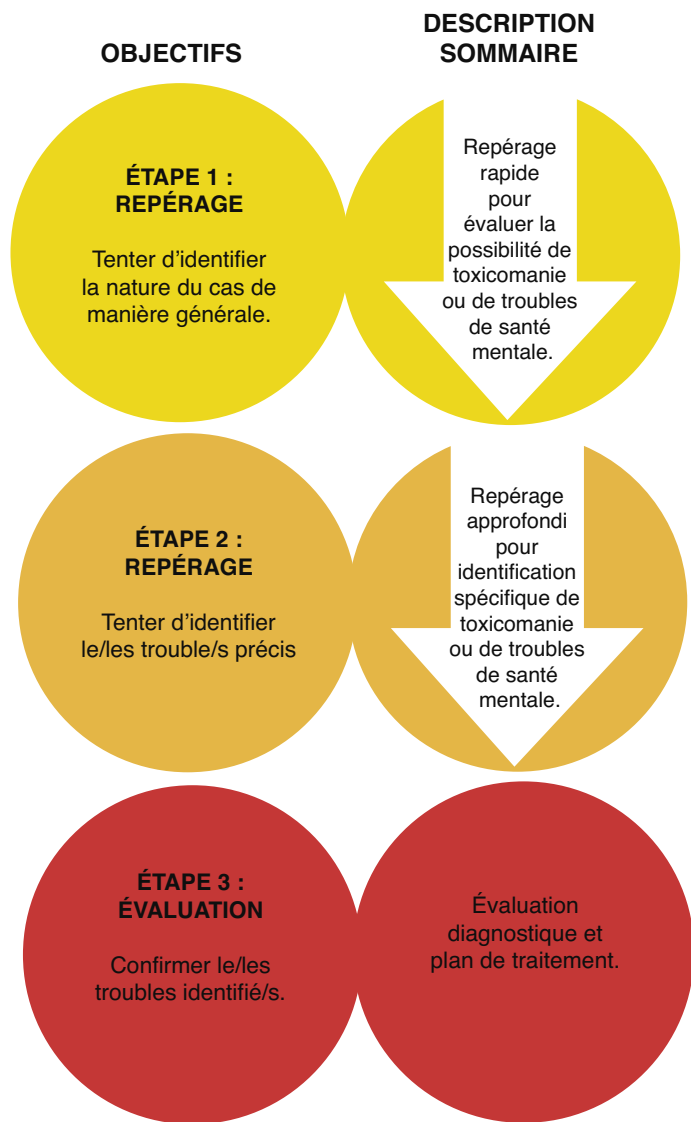 OBJECTIFS
DESCRIPTION
SOMMAIRE
ÉTAPE 1 :
REPÉRAGE
Tenter d’identifier
la nature du cas de
manière générale.
Repérage
rapide
pour
évaluer la
possibilité de
toxicomanie
ou de troubles
de santé
mentale.
ÉTAPE 2 :
REPÉRAGE
Tenter d’identifier
le/les trouble/s précis
Repérage
approfondi
pour
identification
spécifique de
toxicomanie
ou de troubles
de santé
mentale.
ÉTAPE 3 :
ÉVALUATION
Confirmer le/les
troubles identifié/s.
Évaluation
diagnostique et
plan de traitement.